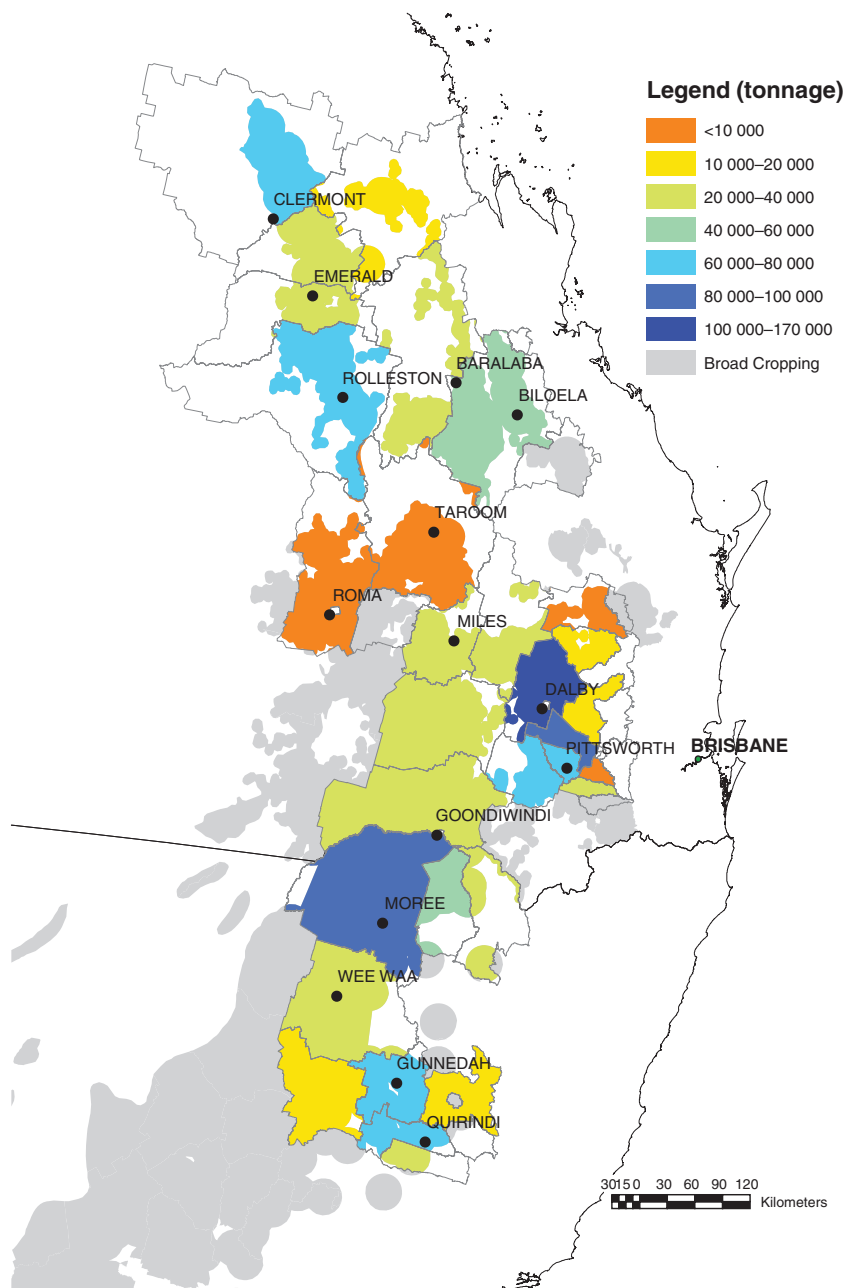 Legend (tonnage)
<10 000
10 000–20 000
20 000–40 000
40 000–60 000
60 000–80 000
80 000–100 000
100 000–170 000
Broad Cropping
CLERMONT
EMERALD
BARALABA
ROLLESTON
BILOELA
TAROOM
ROMA
MILES
DALBY
PITTSWORTH
BRISBANE
GOONDIWINDI
MOREE
WEE WAA
GUNNEDAH
QUIRINDI
3015 0 30 60 90 120
Kilometers